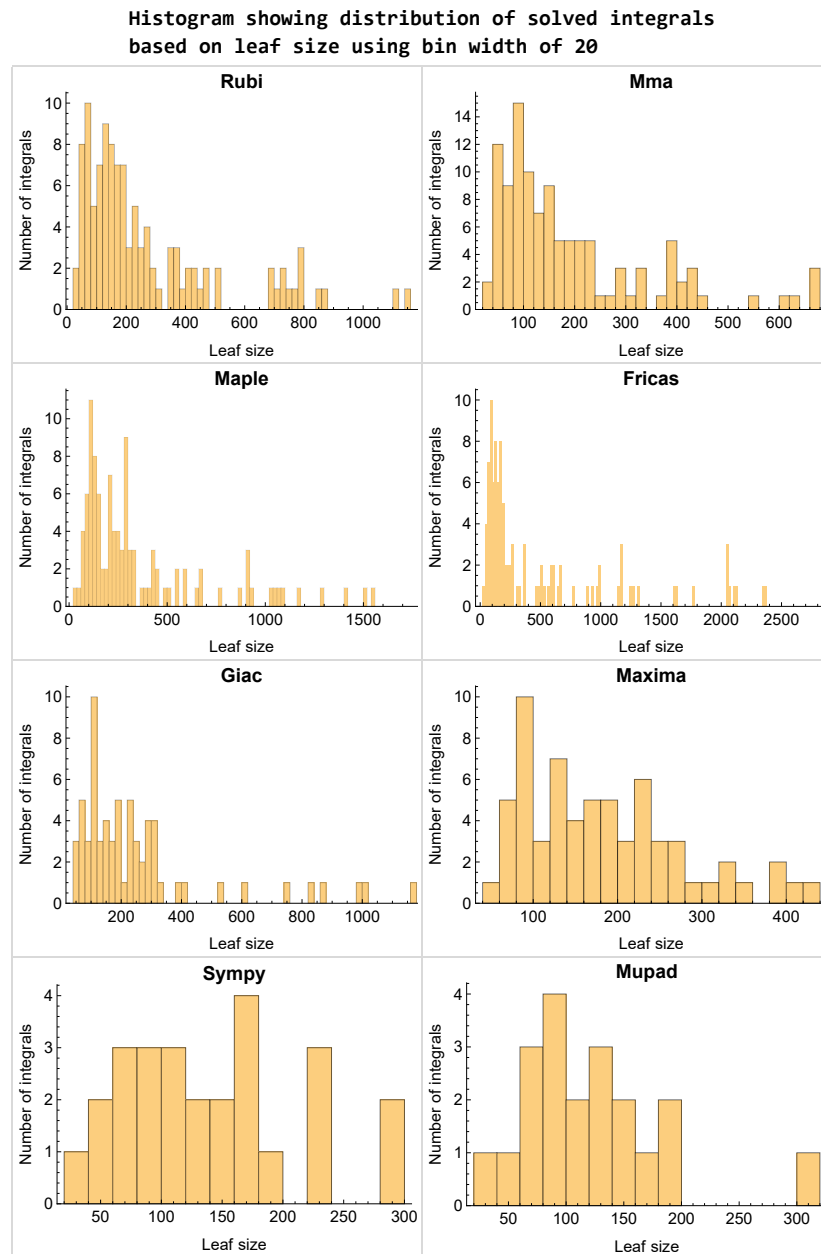 Histogram showing distribution of solved integrals
based on leaf size using bin width of 20
Rubi
Number of integrals
0
2
4
6
8
10
0 200 400 600 800 1000
Leaf size
Mma
Number of integrals
0
2
4
6
8
10
12
14
100 200 300 400 500 600
Leaf size
Maple
Number of integrals
0
2
4
6
8
10
0 500 1000 1500
Leaf size
Fricas
Number of integrals
0
2
4
6
8
10
0 500 1000 1500 2000 2500
Leaf size
Giac
Number of integrals
0
2
4
6
8
10
200 400 600 800 1000
Leaf size
Maxima
Number of integrals
0
2
4
6
8
10
100 200 300 400
Leaf size
Sympy
Number of integrals
0
1
2
3
4
50 100 150 200 250 300
Leaf size
Mupad
Number of integrals
0
1
2
3
4
50 100 150 200 250 300
Leaf size